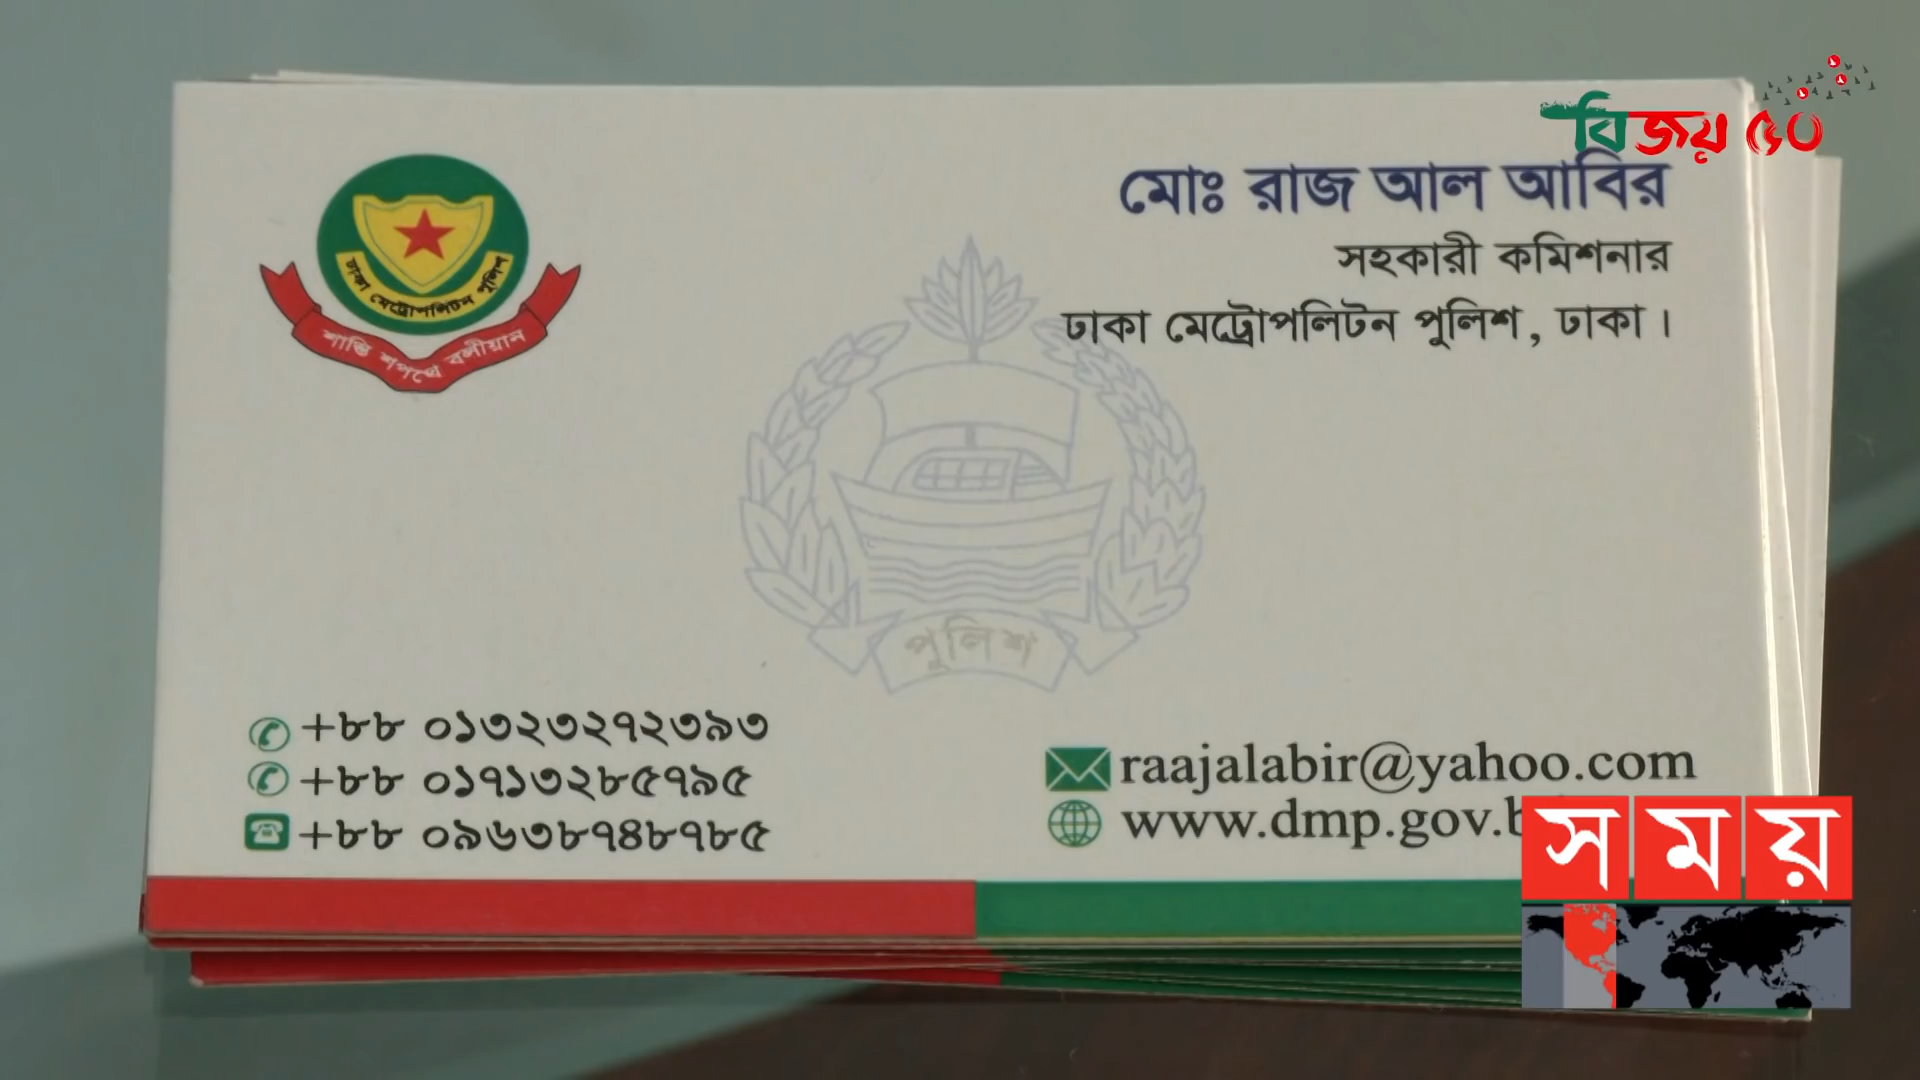 বিজয় ৫০
মোঃ রাজ আল আবির
সহকারী কমিশনার
ঢাকা মেট্রোপলিটন পুলিশ, ঢাকা।
ঢাকা মেট্রোপলিটন পুলিশ
শান্তি শপথে বলীয়ান
পুলিশ
+৮৮ ০১৩২৩২৭২৩৯৩
+৮৮ ০১৭১৩২৮৫৭৯৫
+৮৮ ০৯৬৩৮৭৪৮৭৮৫
raajalabir@yahoo.com
www.dmp.gov.b
সময়